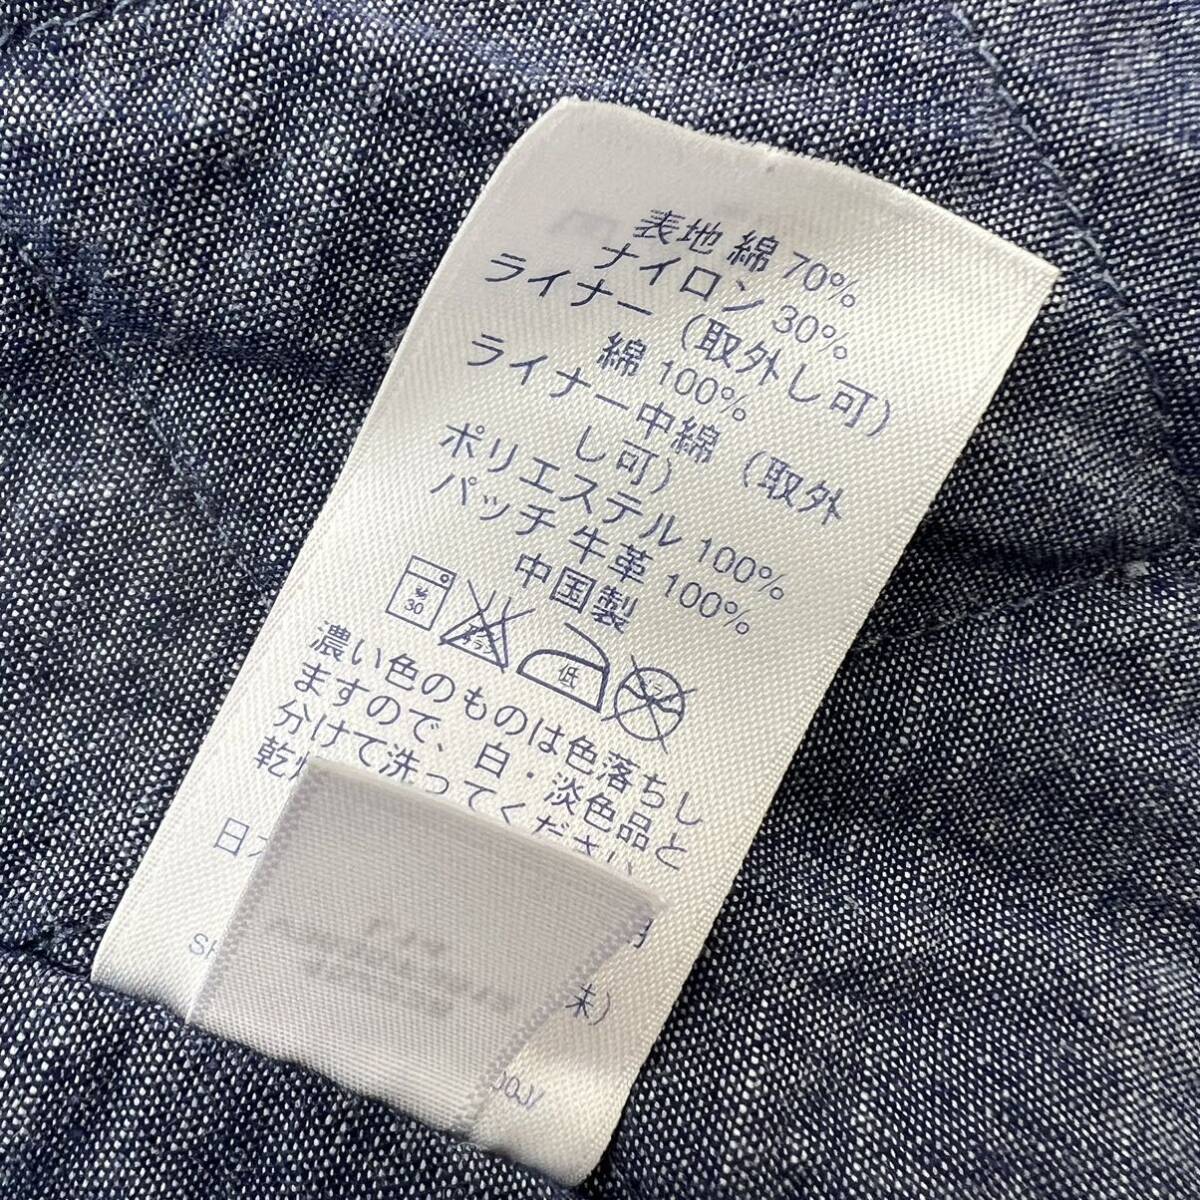 表地 綿 70%
ナイロン 30%
ライナー（取外し可）
綿 100%
ライナー中綿（取外
し可）
ポリエステル 100%
パッチ 牛革 100%
中国製
30
低
濃い色のものは色落ちし
ますので、白・淡色品と
分けて洗ってください